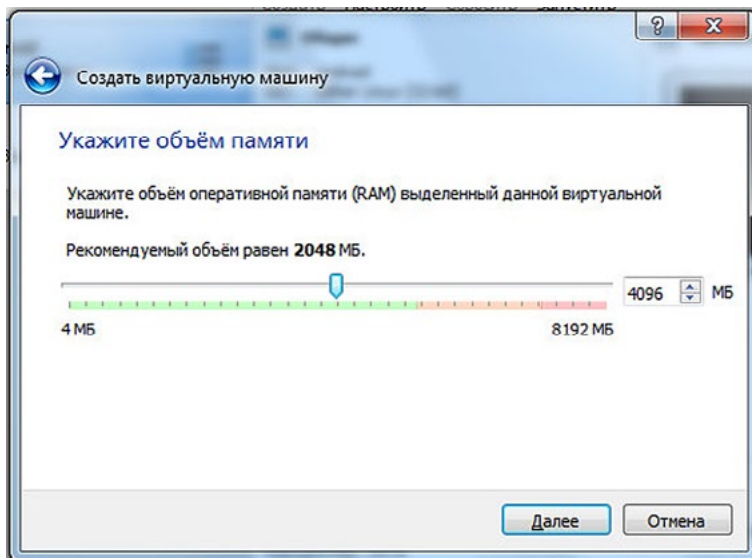 Создать виртуальную машину
Укажите объём памяти
Укажите объём оперативной памяти (RAM) выделенный данной виртуальной
машине.
Рекомендуемый объём равен 2048 МБ.
4096 МБ
4 МБ 8192 МБ
Далее Отмена